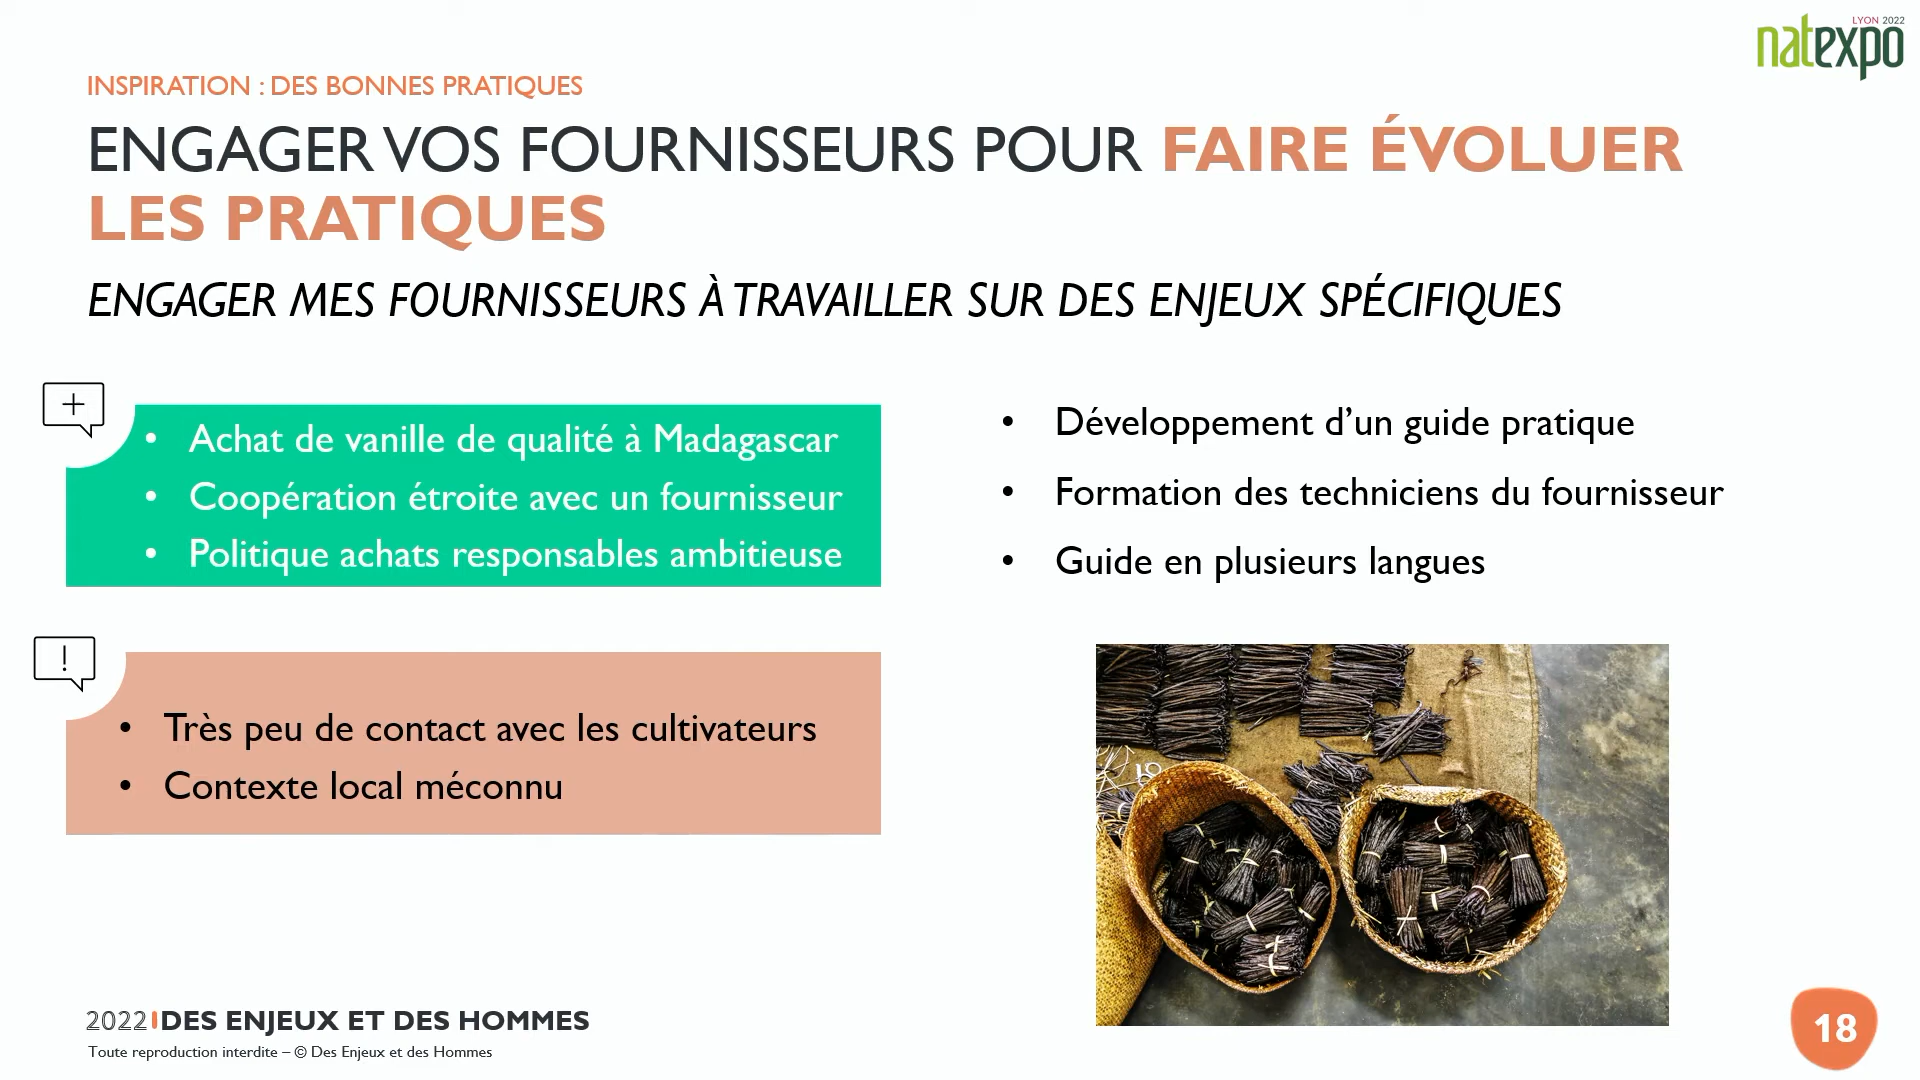 LYON 2022
natexpo
INSPIRATION : DES BONNES PRATIQUES
ENGAGER VOS FOURNISSEURS POUR FAIRE ÉVOLUER
LES PRATIQUES
ENGAGER MES FOURNISSEURS À TRAVAILLER SUR DES ENJEUX SPÉCIFIQUES
+
• Achat de vanille de qualité à Madagascar
• Coopération étroite avec un fournisseur
• Politique achats responsables ambitieuse
!
• Très peu de contact avec les cultivateurs
• Contexte local méconnu
• Développement d’un guide pratique
• Formation des techniciens du fournisseur
• Guide en plusieurs langues
2022 DES ENJEUX ET DES HOMMES
Toute reproduction interdite – © Des Enjeux et des Hommes
18